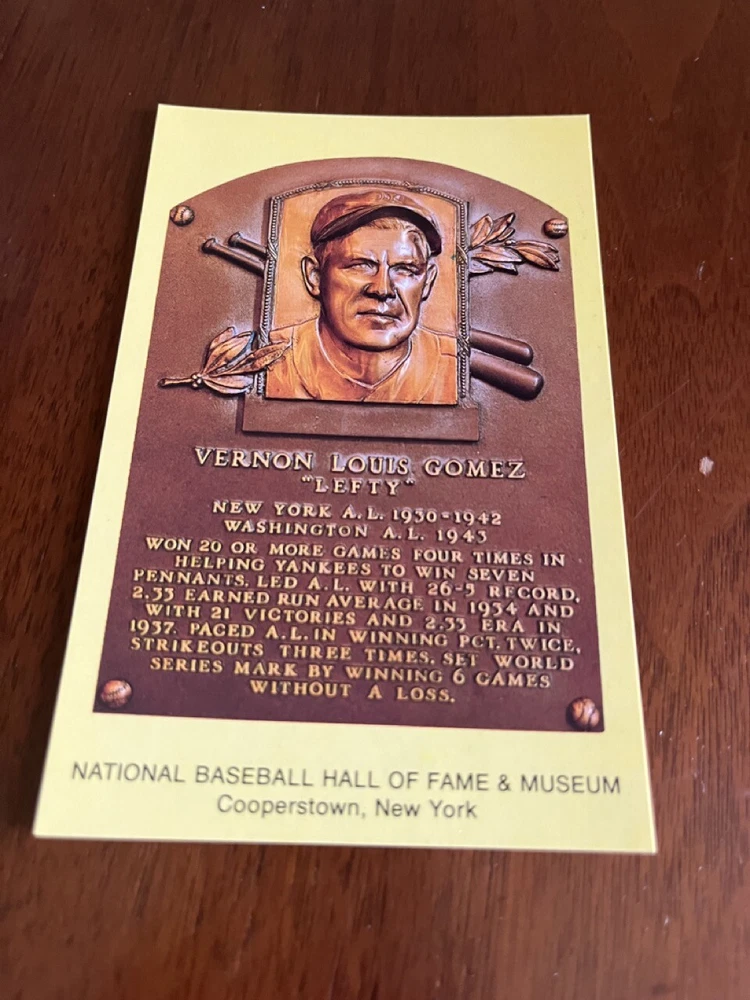 VERNON LOUIS GOMEZ
"LEFTY"
NEW YORK A.L. 1930-1942
WASHINGTON A.L. 1943
WON 20 OR MORE GAMES FOUR TIMES IN
HELPING YANKEES TO WIN SEVEN
PENNANTS. LED A.L. WITH 26-5 RECORD,
2.33 EARNED RUN AVERAGE IN 1934 AND
WITH 21 VICTORIES AND 2.33 ERA IN
1937. PACED A.L. IN WINNING PCT. TWICE,
STRIKEOUTS THREE TIMES. SET WORLD
SERIES MARK BY WINNING 6 GAMES
WITHOUT A LOSS.
NATIONAL BASEBALL HALL OF FAME & MUSEUM
Cooperstown, New York